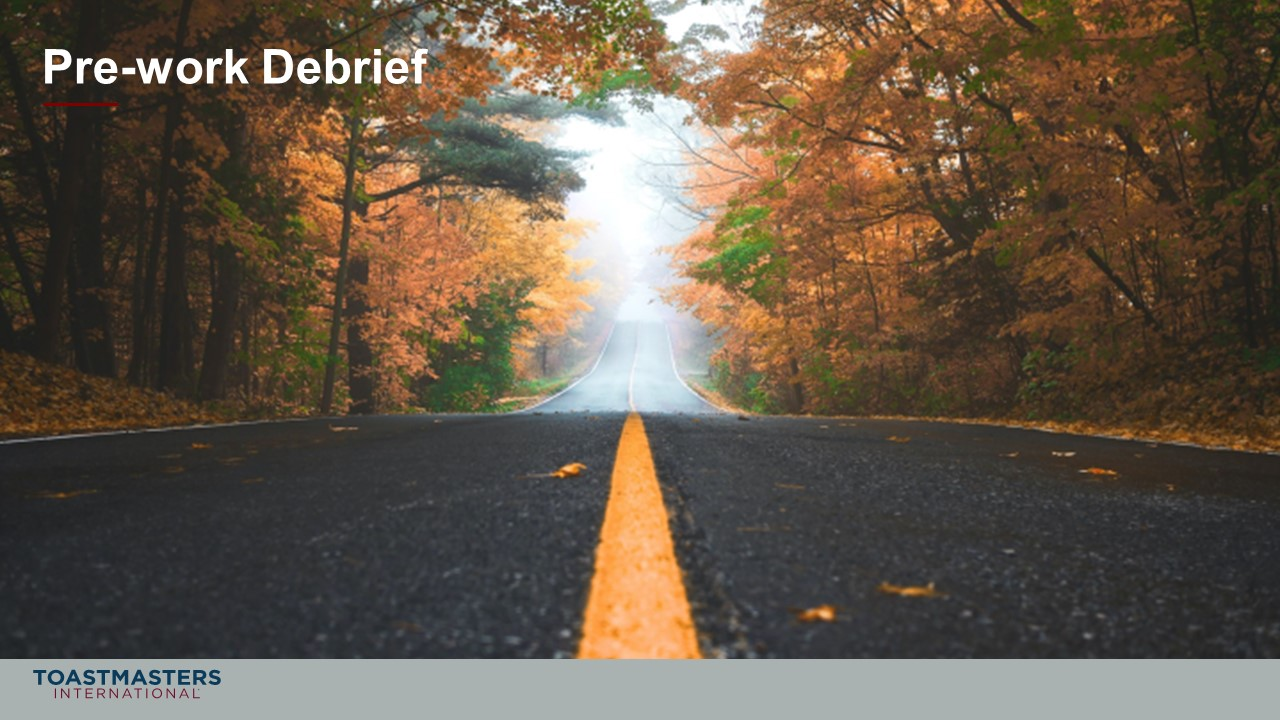 Pre-work Debrief
TOASTMASTERS
INTERNATIONAL